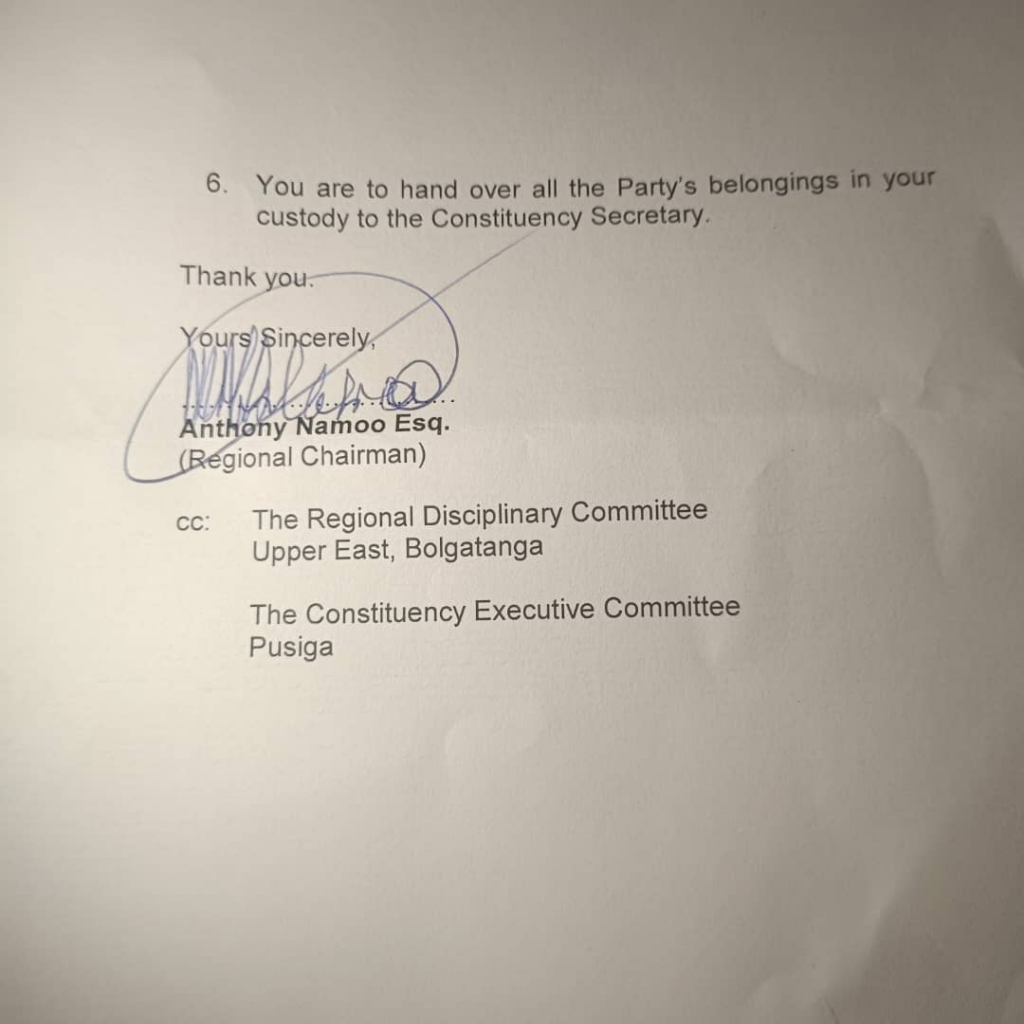 6. You are to hand over all the Party's belongings in your
custody to the Constituency Secretary.
Thank you.
Yours Sincerely,
Anthony Namoo Esq.
(Regional Chairman)
cc: The Regional Disciplinary Committee
Upper East, Bolgatanga
The Constituency Executive Committee
Pusiga